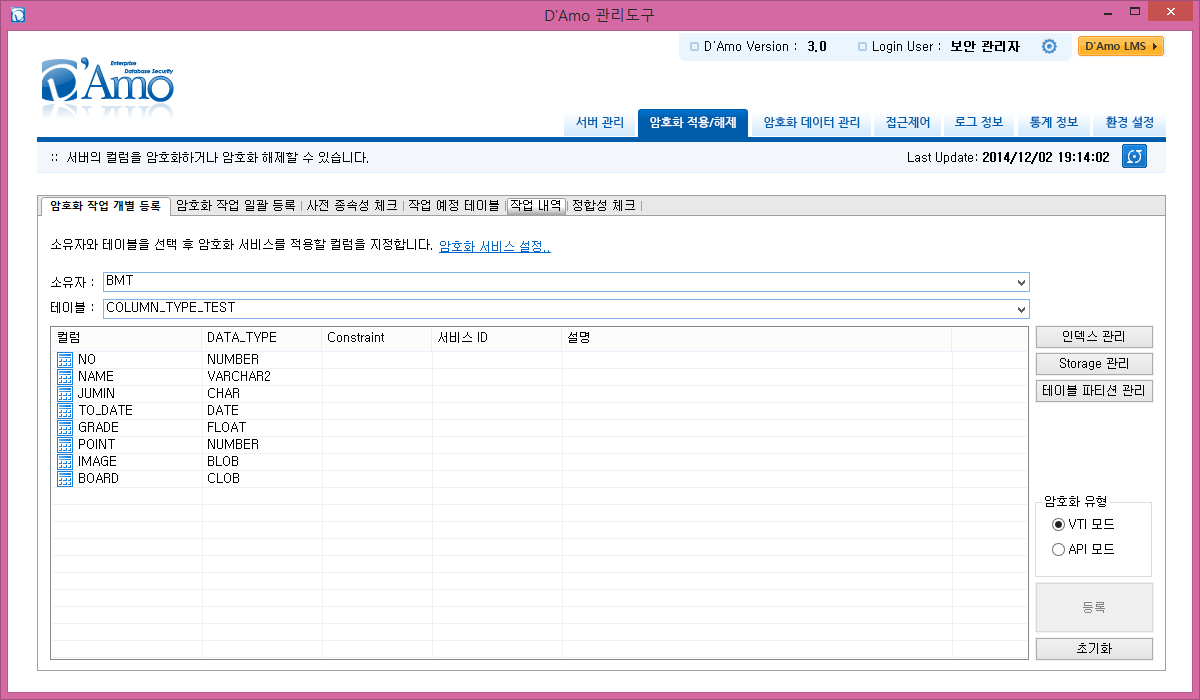 D'Amo 관리도구
D'Amo Version : 3.0 Login User : 보안 관리자 D'Amo LMS
Enterprise
Database Security
D'Amo
서버 관리 암호화 적용/해제 암호화 데이터 관리 접근제어 로그 정보 통계 정보 환경 설정
:: 서버의 컬럼을 암호화하거나 암호화 해제할 수 있습니다. Last Update: 2014/12/02 19:14:02
암호화 작업 개별 등록 암호화 작업 일괄 등록 사전 종속성 체크 작업 예정 테이블 작업 내역 정합성 체크
소유자와 테이블을 선택 후 암호화 서비스를 적용할 컬럼을 지정합니다. 암호화 서비스 설정..
소유자 : BMT
테이블 : COLUMN_TYPE_TEST
컬럼 DATA_TYPE Constraint 서비스 ID 설명
NO NUMBER
NAME VARCHAR2
JUMIN CHAR
TO_DATE DATE
GRADE FLOAT
POINT NUMBER
IMAGE BLOB
BOARD CLOB
인덱스 관리
Storage 관리
테이블 파티션 관리
암호화 유형
VTI 모드
API 모드
등록
초기화